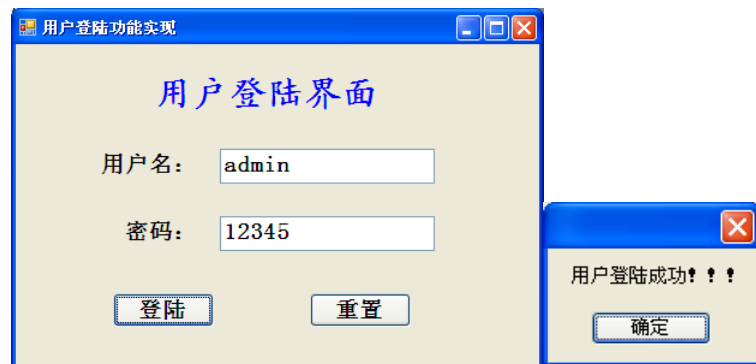 用户登陆功能实现
用户登陆界面
用户名： admin
密码： 12345
登陆 重置
用户登陆成功！！！
确定